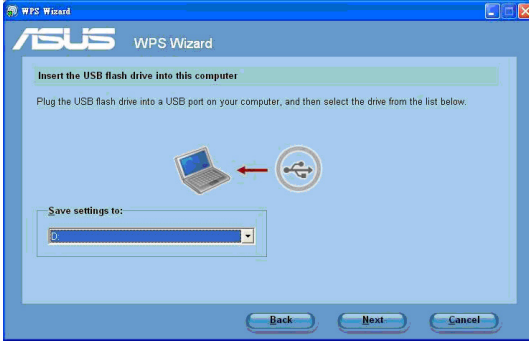 WPS Wizard
ASUS WPS Wizard
Insert the USB flash drive into this computer
Plug the USB flash drive into a USB port on your computer, and then select the drive from the list below.
Save settings to:
D:
Back Next Cancel